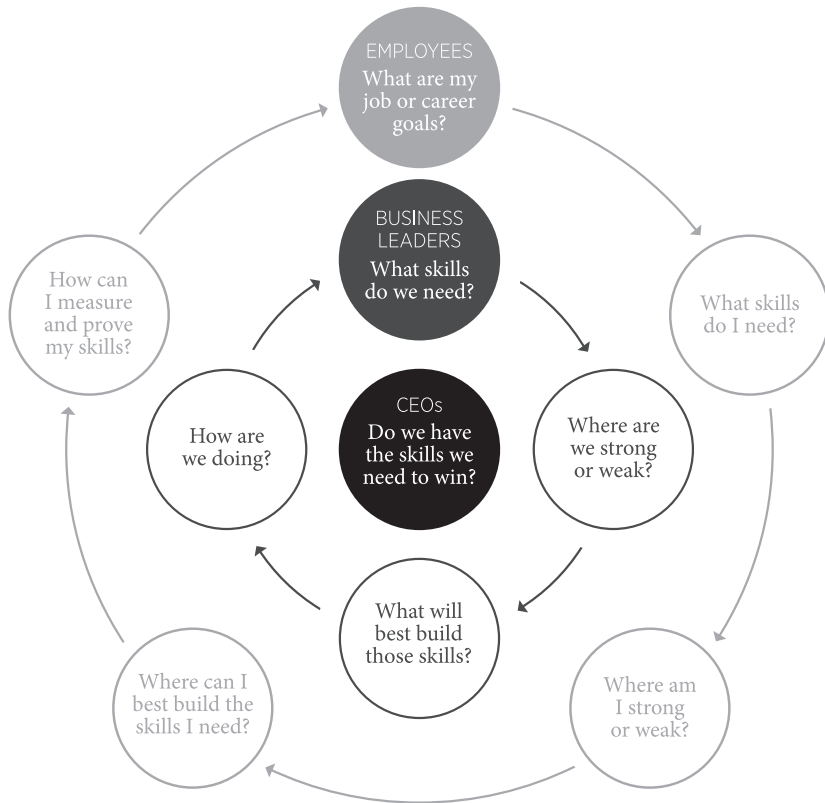 EMPLOYEES
What are my
job or career
goals?
BUSINESS
LEADERS
What skills
do we need?
How can
I measure
and prove
my skills?
What skills
do I need?
CEOs
Do we have
the skills we
need to win?
How are
we doing?
Where are
we strong
or weak?
What will
best build
those skills?
Where can I
best build the
skills I need?
Where am
I strong
or weak?